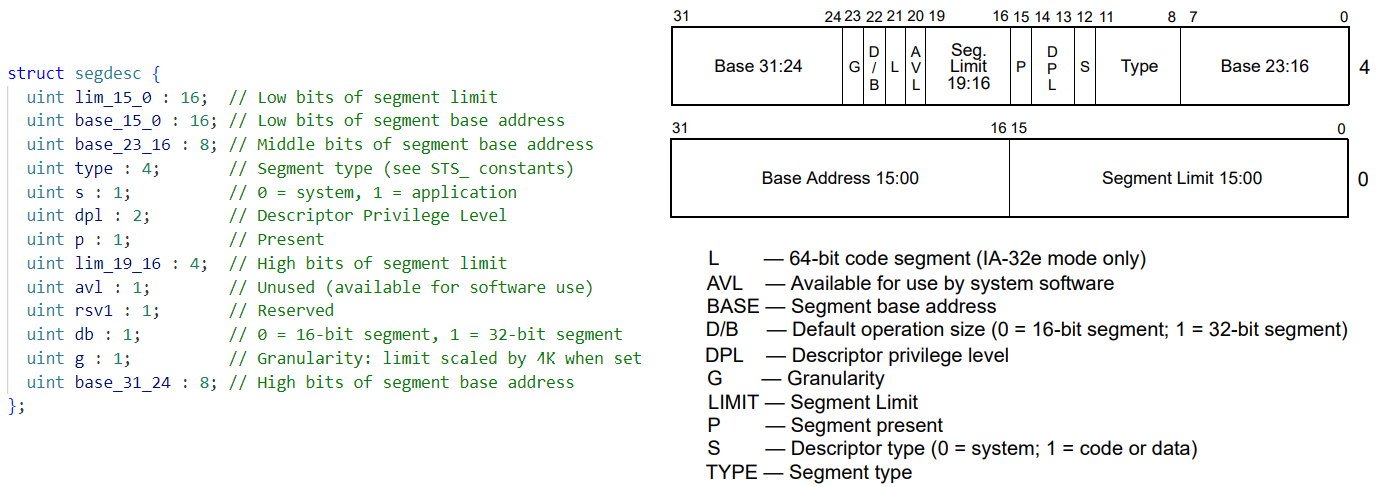 struct segdesc {
uint lim_15_0 : 16;  // Low bits of segment limit
uint base_15_0 : 16; // Low bits of segment base address
uint base_23_16 : 8; // Middle bits of segment base address
uint type : 4;       // Segment type (see STS_ constants)
uint s : 1;          // 0 = system, 1 = application
uint dpl : 2;        // Descriptor Privilege Level
uint p : 1;          // Present
uint lim_19_16 : 4;  // High bits of segment limit
uint avl : 1;        // Unused (available for software use)
uint rsv1 : 1;       // Reserved
uint db : 1;         // 0 = 16-bit segment, 1 = 32-bit segment
uint g : 1;          // Granularity: limit scaled by 4K when set
uint base_31_24 : 8; // High bits of segment base address
};
31 24 23 22 21 20 19 16 15 14 13 12 11 8 7 0
Base 31:24
G
D
/
B
L
A
V
L
Seg.
Limit
19:16
P
D
P
L
S
Type
Base 23:16
4
31 16 15 0
Base Address 15:00
Segment Limit 15:00
0
L — 64-bit code segment (IA-32e mode only)
AVL — Available for use by system software
BASE — Segment base address
D/B — Default operation size (0 = 16-bit segment; 1 = 32-bit segment)
DPL — Descriptor privilege level
G — Granularity
LIMIT — Segment Limit
P — Segment present
S — Descriptor type (0 = system; 1 = code or data)
TYPE — Segment type